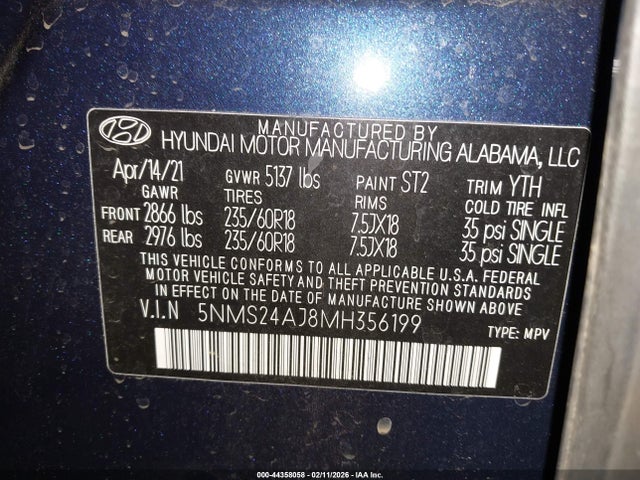 MANUFACTURED BY
HYUNDAI MOTOR MANUFACTURING ALABAMA, LLC
Apr/14/21 GVWR 5137 lbs PAINT ST2 TRIM YTH
GAWR TIRES RIMS COLD TIRE INFL
FRONT 2866 lbs 235/60R18 7.5JX18 35 psi SINGLE
REAR 2976 lbs 235/60R18 7.5JX18 35 psi SINGLE
THIS VEHICLE CONFORMS TO ALL APPLICABLE U.S.A. FEDERAL
MOTOR VEHICLE SAFETY AND THEFT PREVENTION STANDARDS
IN EFFECT ON THE DATE OF MANUFACTURE SHOWN ABOVE
V.I.N 5NMS24AJ8MH356199
TYPE: MPV
000-44358058 - 02/11/2026 - IAA Inc.